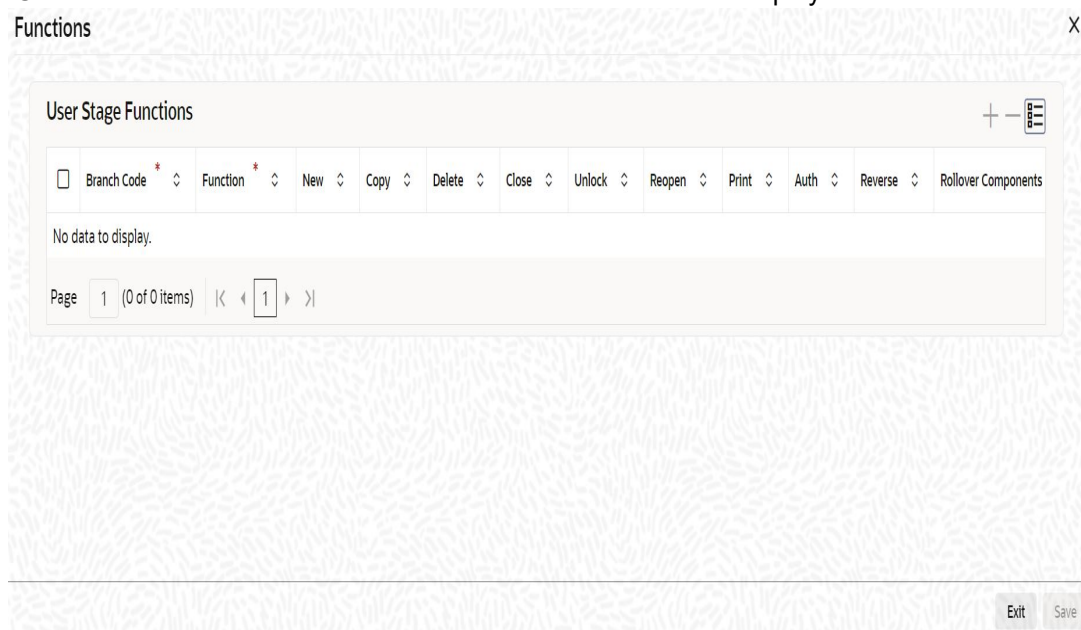 Functions X
User Stage Functions
Branch Code * Function * New Copy Delete Close Unlock Reopen Print Auth Reverse Rollover Components
No data to display.
Page 1 (0 of 0 items) 1
Exit Save